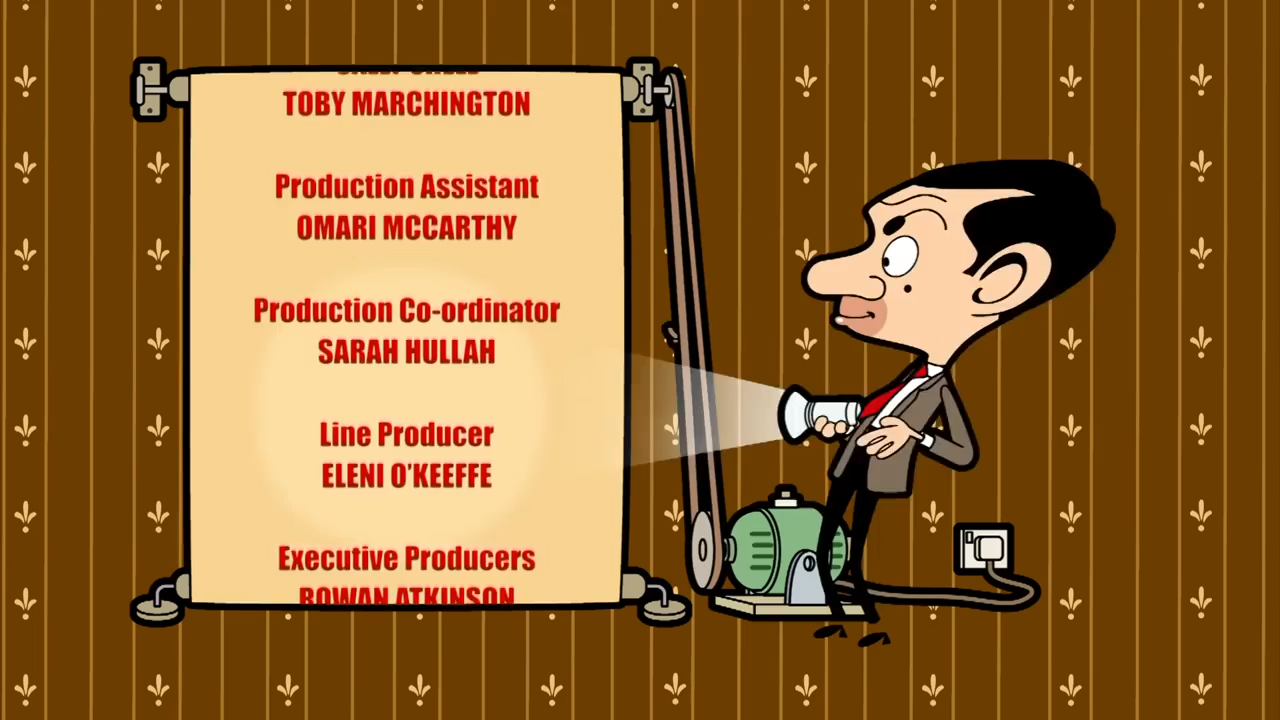 TOBY MARCHINGTON
Production Assistant
OMARI MCCARTHY
Production Co-ordinator
SARAH HULLAH
Line Producer
ELENI O'KEEFFE
Executive Producers
ROWAN ATKINSON